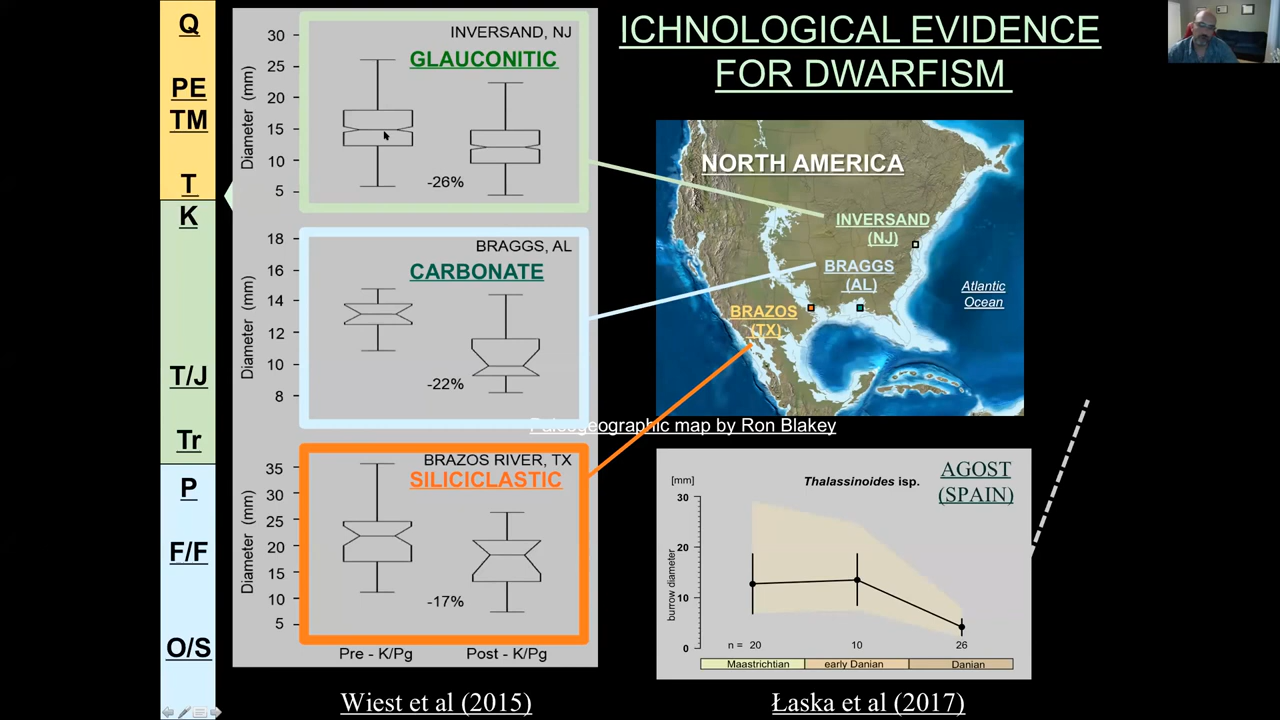 Q
PE
TM
T
K
T/J
Tr
P
F/F
O/S
ICHNOLOGICAL EVIDENCE
FOR DWARFISM
INVERSAND, NJ
GLAUCONITIC
Diameter (mm)
30
25
20
15
10
5
-26%
BRAGGS, AL
CARBONATE
Diameter (mm)
18
16
14
12
10
8
-22%
BRAZOS RIVER, TX
SILICICLASTIC
Diameter (mm)
35
30
25
20
15
10
5
-17%
Pre - K/Pg
Post - K/Pg
Wiest et al (2015)
NORTH AMERICA
INVERSAND
(NJ)
BRAGGS
(AL)
BRAZOS
(TX)
Atlantic
Ocean
Paleogeographic map by Ron Blakey
AGOST
(SPAIN)
Thalassinoides isp.
[mm]
burrow diameter
30
20
10
0
n = 20
10
26
Maastrichtian
early Danian
Danian
Łaska et al (2017)